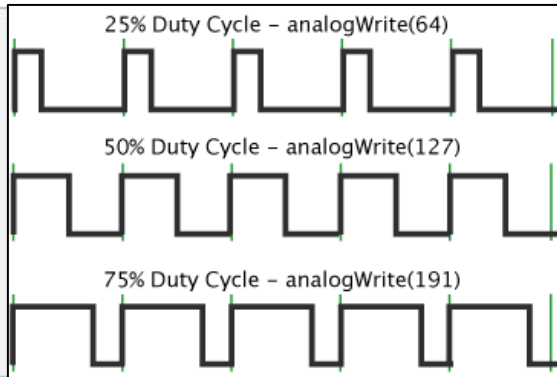 25% Duty Cycle – analogWrite(64)
50% Duty Cycle – analogWrite(127)
75% Duty Cycle – analogWrite(191)